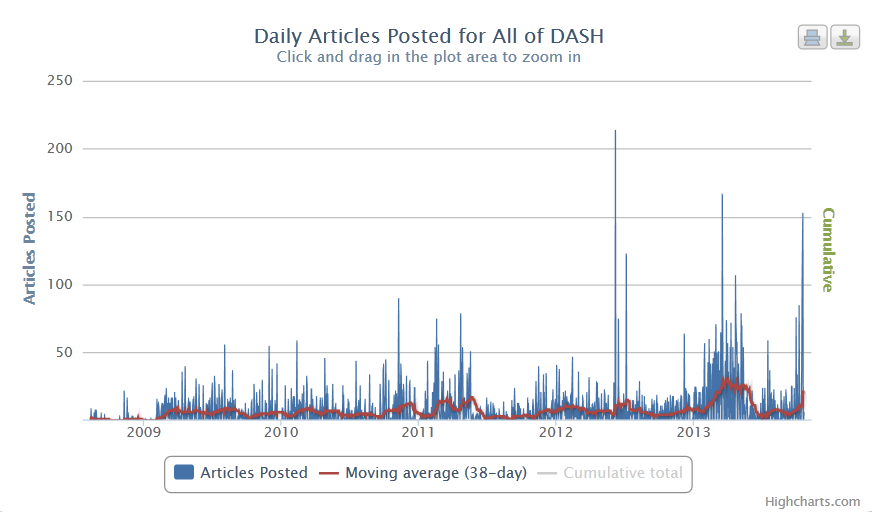 Daily Articles Posted for All of DASH
Click and drag in the plot area to zoom in
250
200
150
100
50
Articles Posted
Cumulative
2009 2010 2011 2012 2013
Articles Posted Moving average (38-day) Cumulative total
Highcharts.com